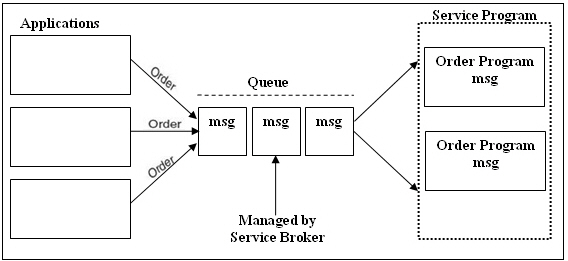 Applications
Service Program
Order
Order
Order
Queue
msg
msg
msg
Managed by
Service Broker
Order Program
msg
Order Program
msg